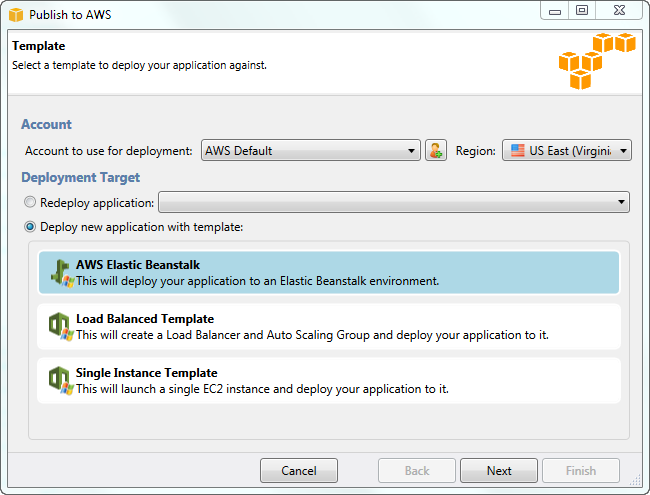 Publish to AWS
Template
Select a template to deploy your application against.
Account
Account to use for deployment: AWS Default Region: US East (Virginia
Deployment Target
Redeploy application:
Deploy new application with template:
AWS Elastic Beanstalk
This will deploy your application to an Elastic Beanstalk environment.
Load Balanced Template
This will create a Load Balancer and Auto Scaling Group and deploy your application to it.
Single Instance Template
This will launch a single EC2 instance and deploy your application to it.
Cancel Back Next Finish